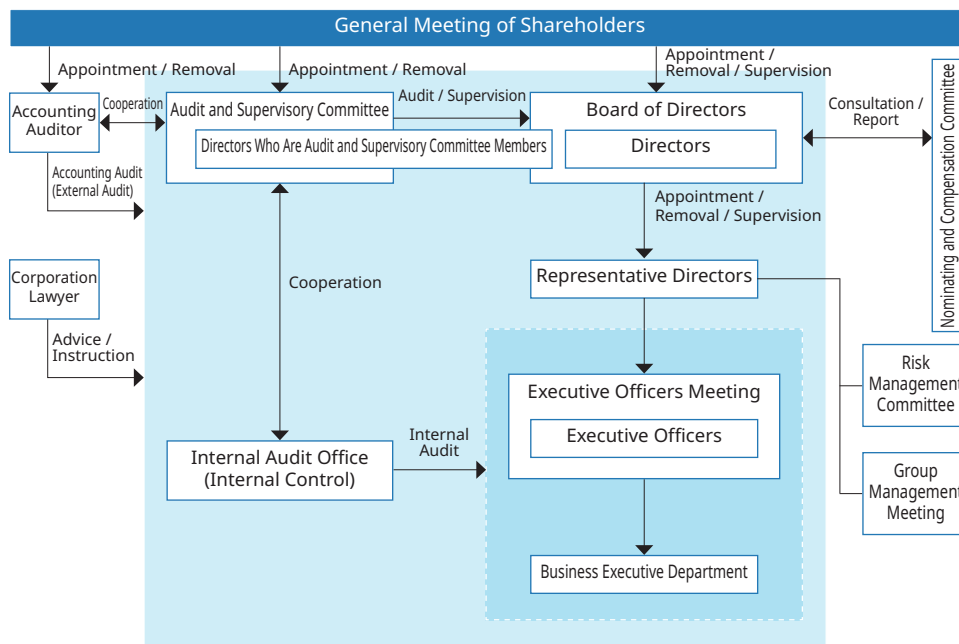 General Meeting of Shareholders
Appointment / Removal
Appointment / Removal
Appointment /
Removal / Supervision
Accounting
Auditor
Cooperation
Audit and Supervisory Committee
Directors Who Are Audit and Supervisory Committee Members
Audit / Supervision
Board of Directors
Directors
Consultation /
Report
Nominating and Compensation Committee
Accounting Audit
(External Audit)
Appointment /
Removal / Supervision
Corporation
Lawyer
Cooperation
Representative Directors
Advice /
Instruction
Risk
Management
Committee
Executive Officers Meeting
Executive Officers
Internal Audit Office
(Internal Control)
Internal
Audit
Group
Management
Meeting
Business Executive Department